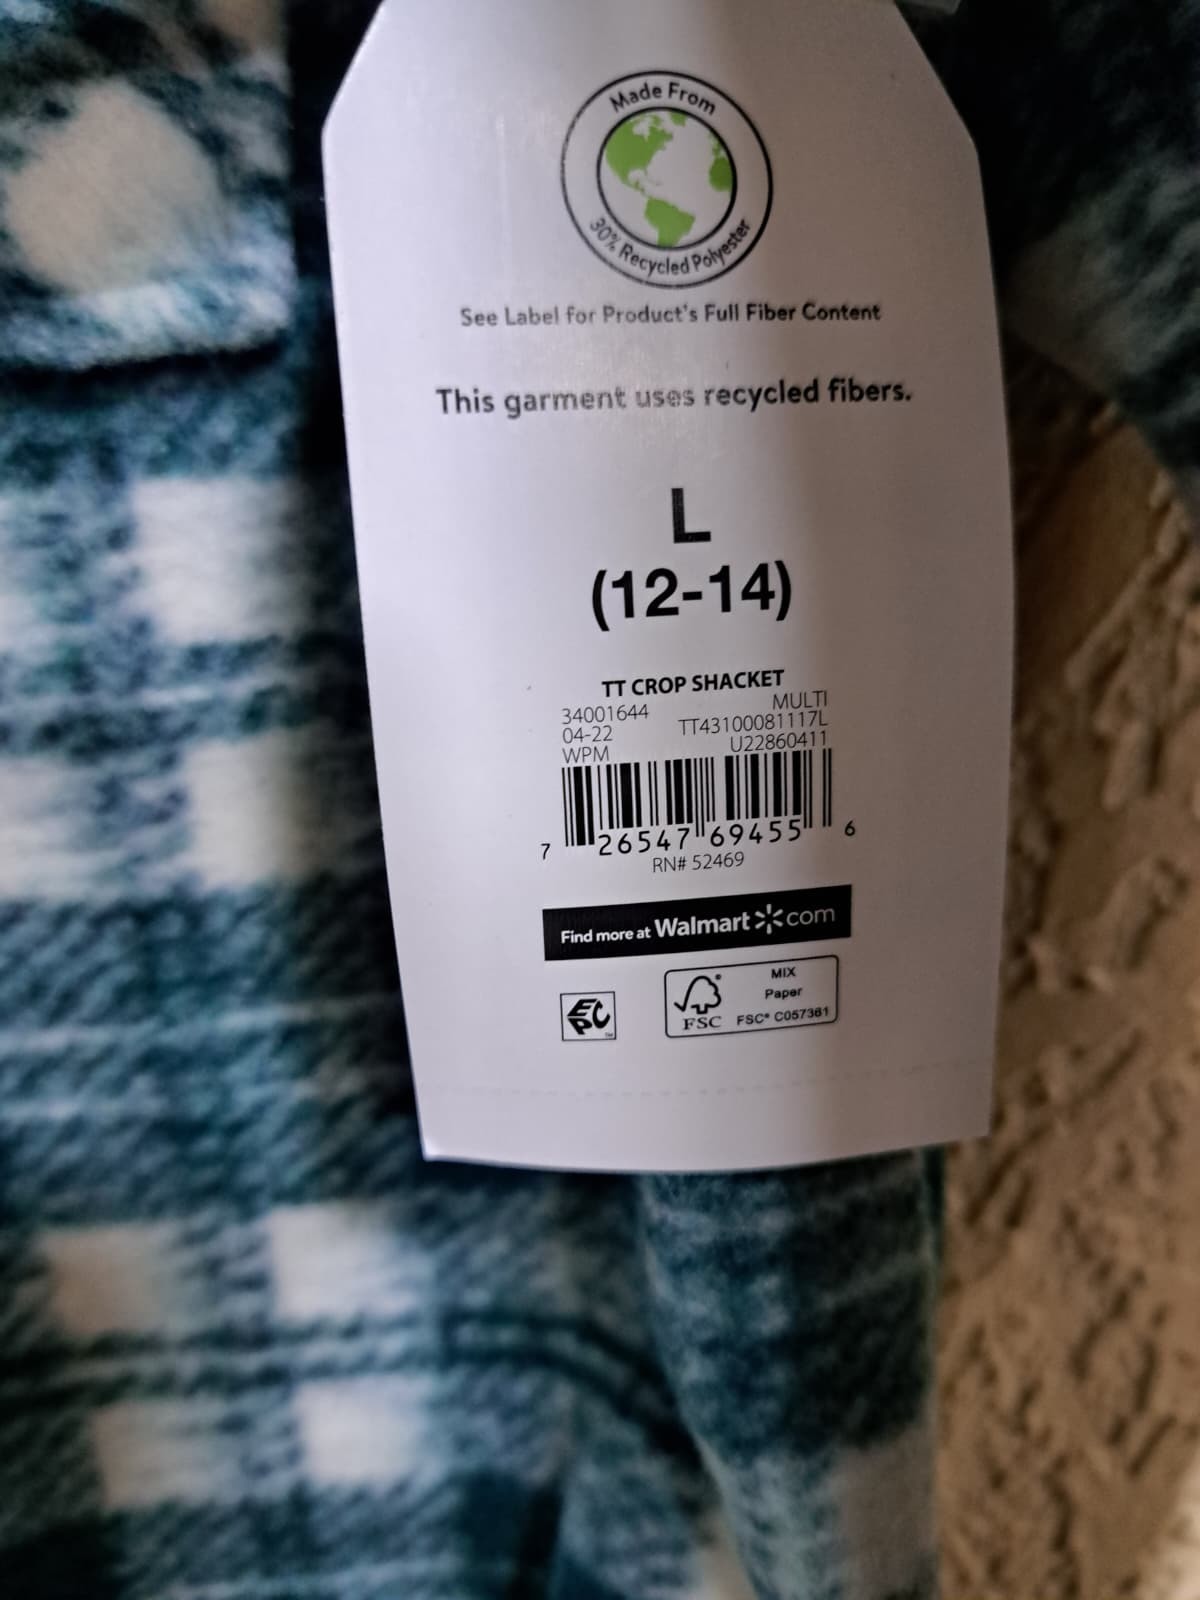 Made From
30% Recycled Polyester
See Label for Product's Full Fiber Content
This garment uses recycled fibers.
L
(12-14)
TT CROP SHACKET
34001644 MULTI
04-22 TT43100081117L
WPM U22860411
7 26547 69455 6
RN# 52469
Find more at Walmart com
EPC
FSC
MIX
Paper
FSC® C057361